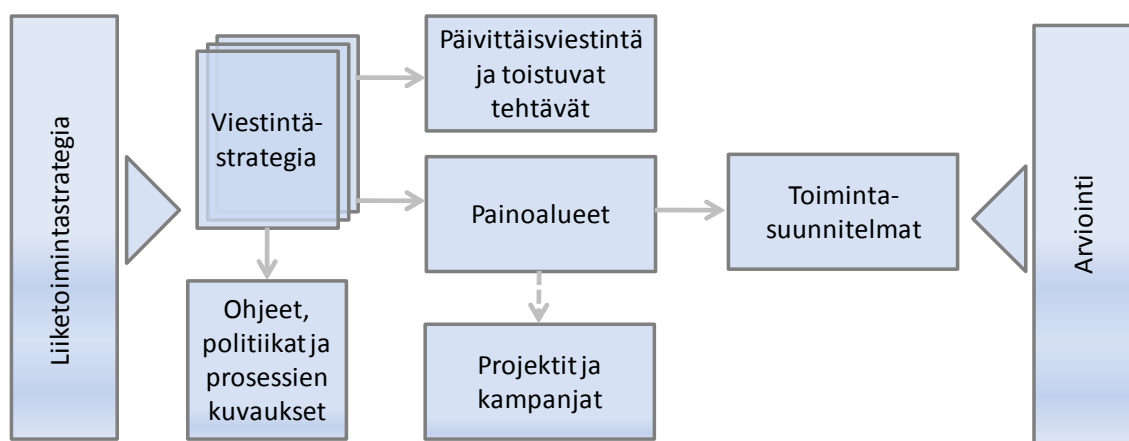 Liiketoimintastrategia
Viestintä-
strategia
Ohjeet,
politiikat ja
prosessien
kuvaukset
Päivittäisviestintä
ja toistuvat
tehtävät
Painoalueet
Projektit ja
kampanjat
Toiminta-
suunnitelmat
Arviointi